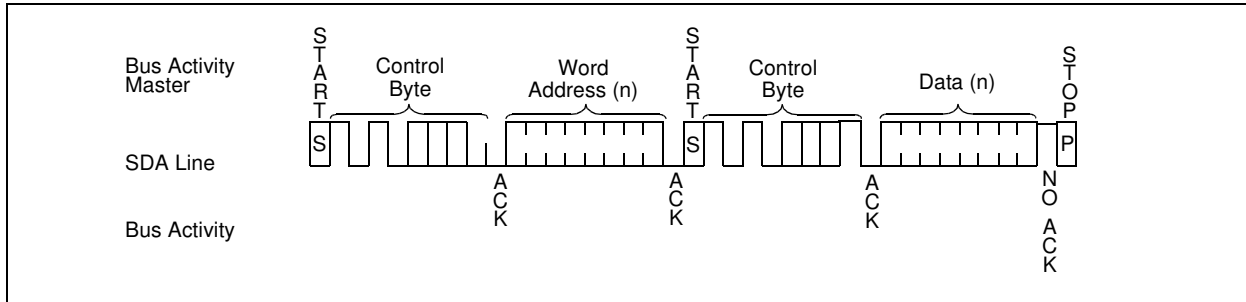 Bus Activity
Master
START
Control
Byte
Word
Address (n)
START
Control
Byte
Data (n)
STOP
SDA Line
S
S
P
ACK
ACK
ACK
NO ACK
Bus Activity